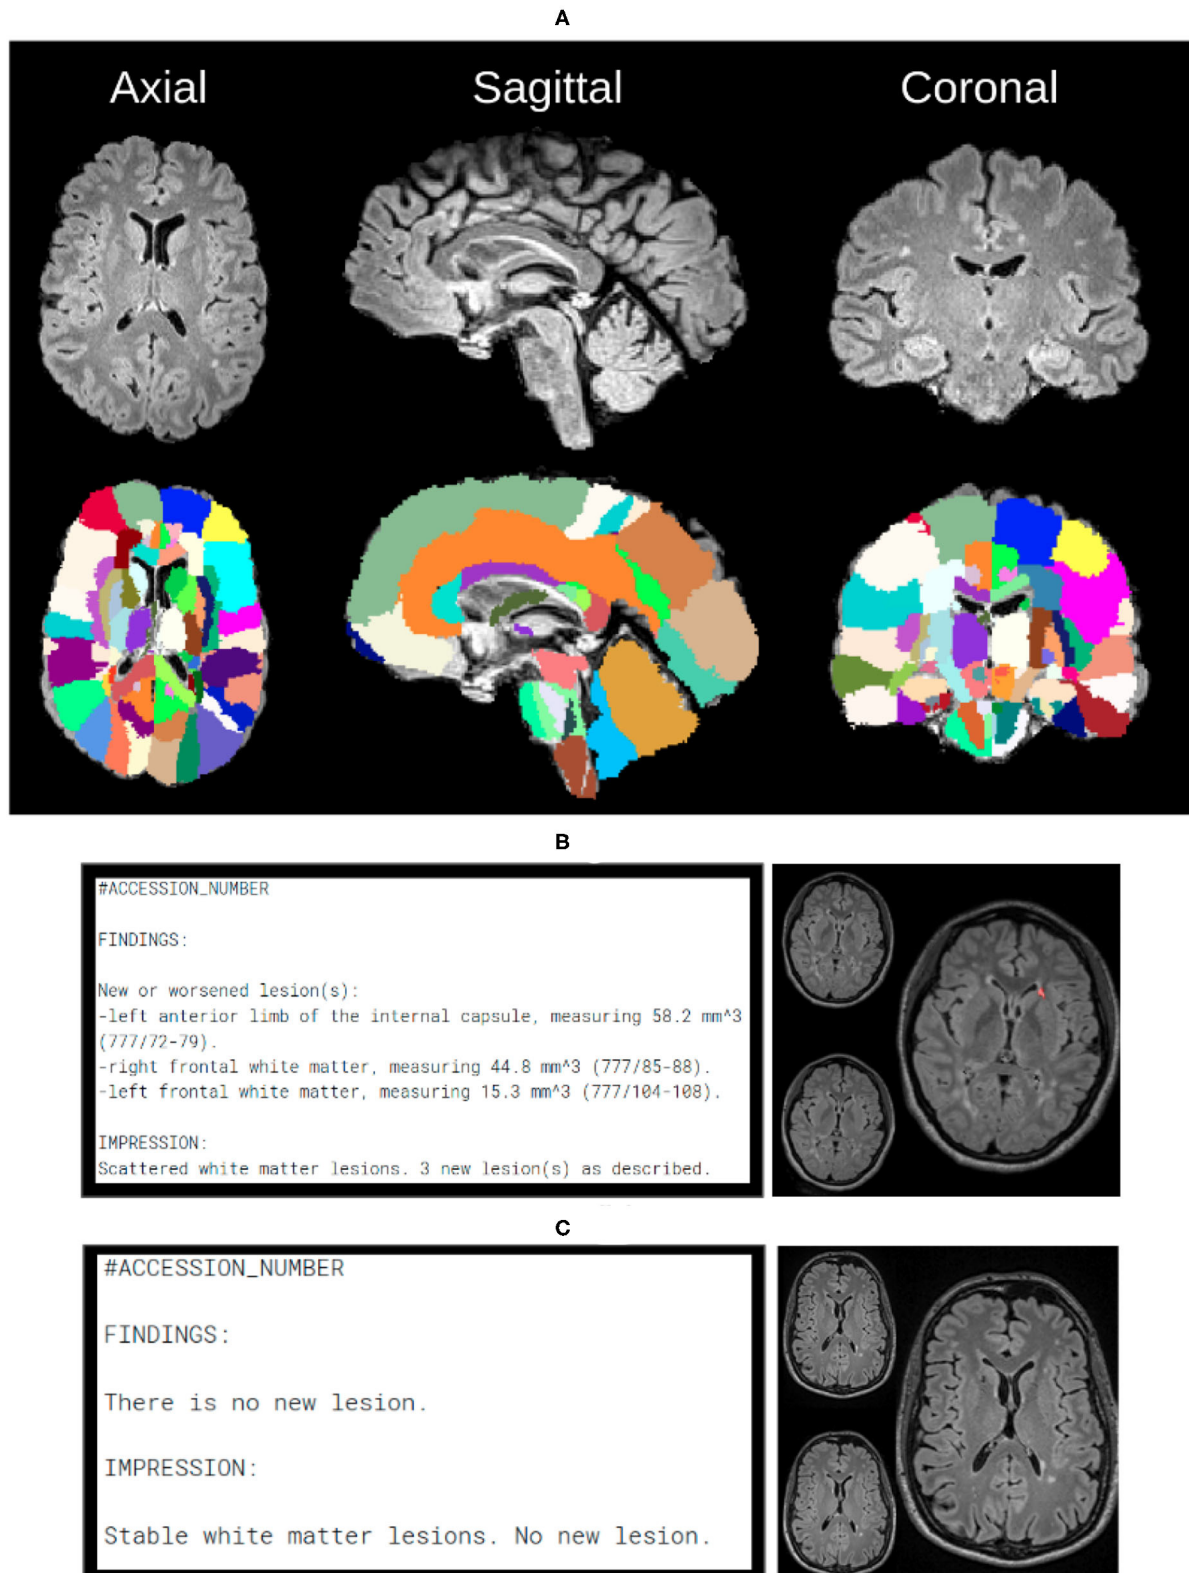 A
Axial
Sagittal
Coronal
B
#ACCESSION_NUMBER
FINDINGS:
New or worsened lesion(s):
-left anterior limb of the internal capsule, measuring 58.2 mm^3
(777/72-79).
-right frontal white matter, measuring 44.8 mm^3 (777/85-88).
-left frontal white matter, measuring 15.3 mm^3 (777/104-108).
IMPRESSION:
Scattered white matter lesions. 3 new lesion(s) as described.
C
#ACCESSION_NUMBER
FINDINGS:
There is no new lesion.
IMPRESSION:
Stable white matter lesions. No new lesion.